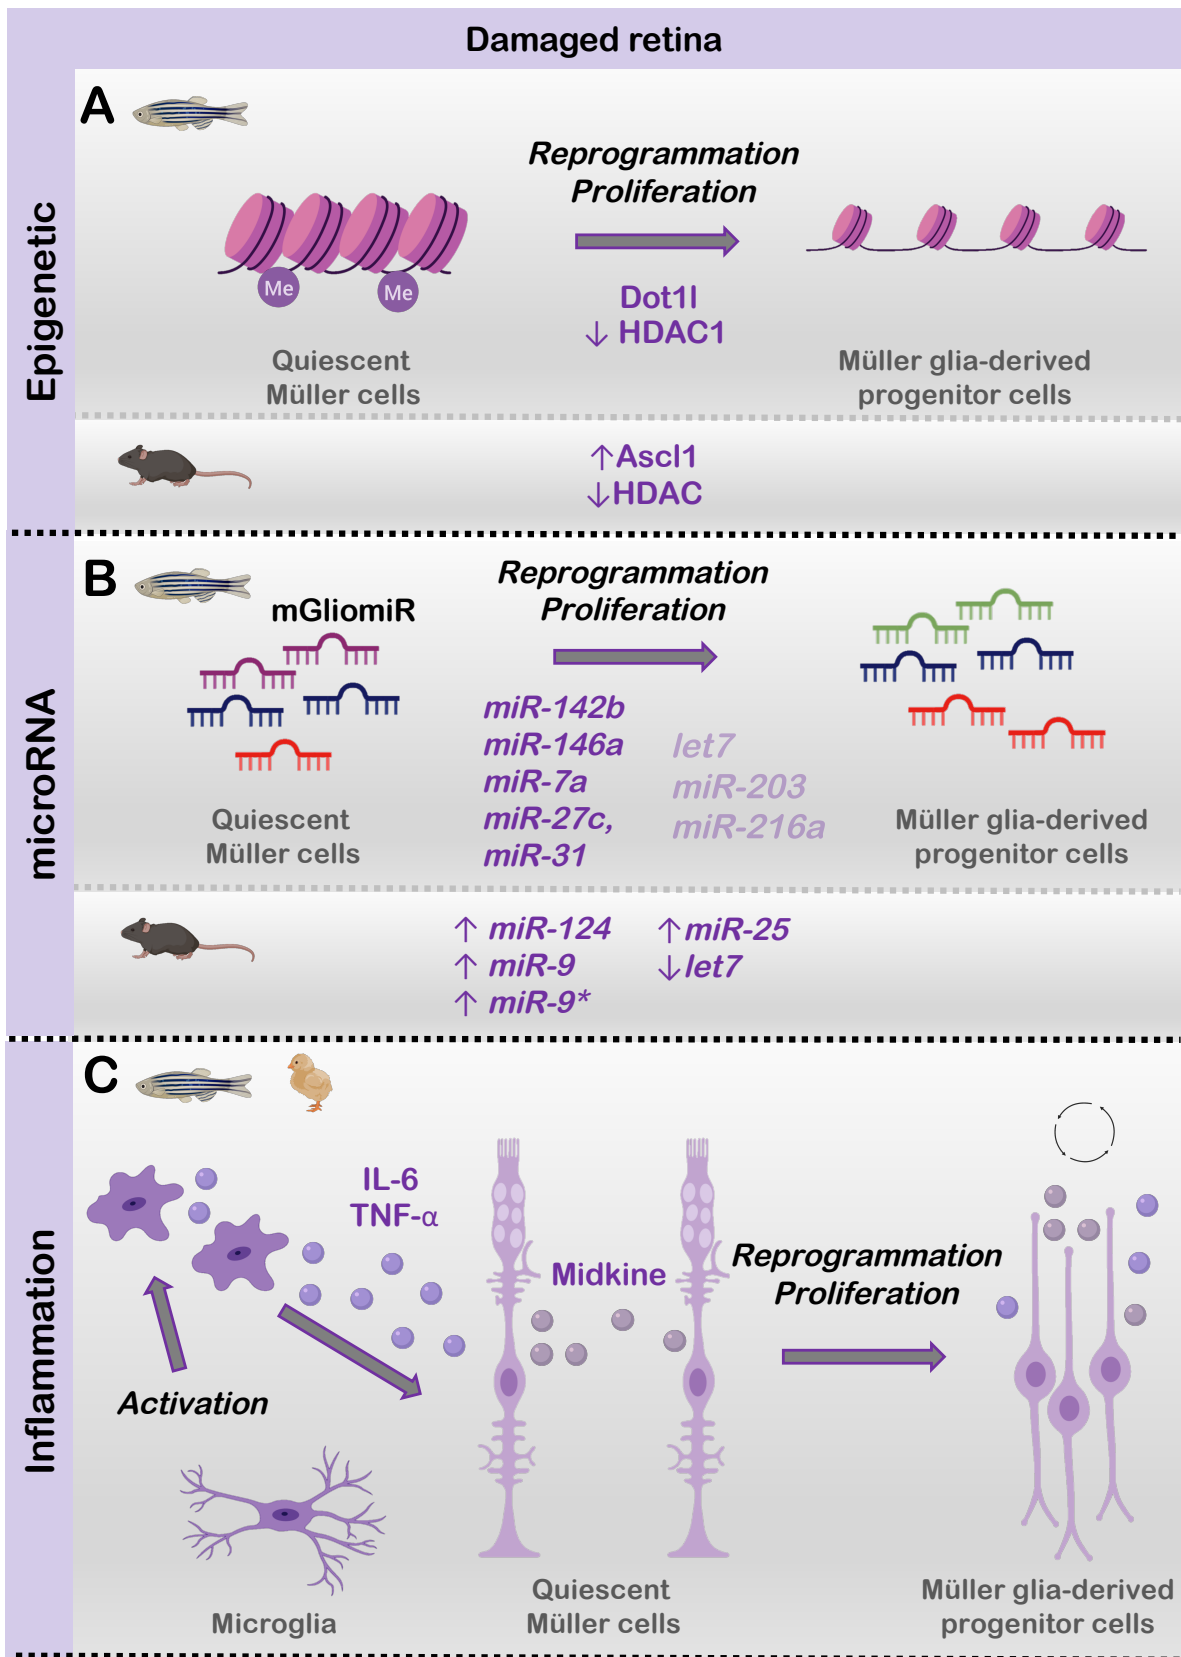 Damaged retina
Epigenetic
A
Reprogrammation
Proliferation
Me
Me
Dot1l
↓ HDAC1
Quiescent
Müller cells
Müller glia-derived
progenitor cells
↑Ascl1
↓HDAC
microRNA
B
mGliomiR
Reprogrammation
Proliferation
miR-142b
miR-146a
miR-7a
miR-27c,
miR-31
let7
miR-203
miR-216a
Quiescent
Müller cells
Müller glia-derived
progenitor cells
↑ miR-124
↑ miR-9
↑ miR-9*
↑miR-25
↓let7
Inflammation
C
IL-6
TNF-α
Midkine
Reprogrammation
Proliferation
Activation
Microglia
Quiescent
Müller cells
Müller glia-derived
progenitor cells